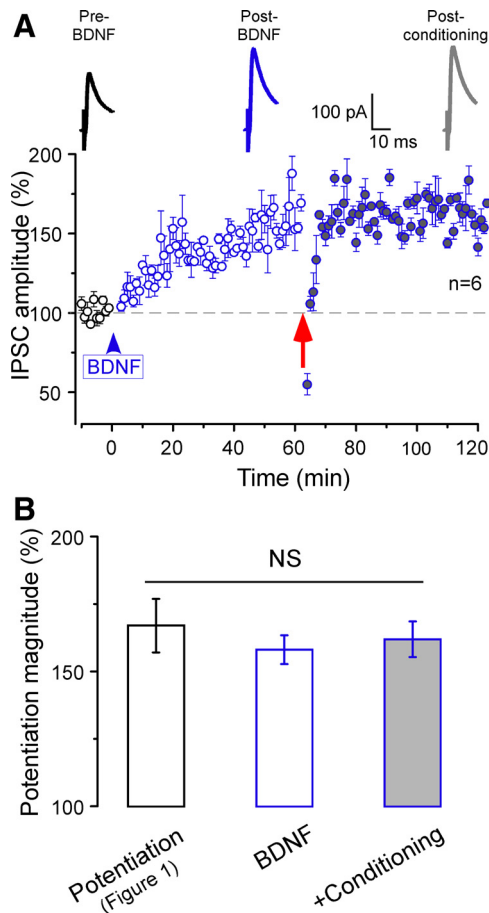 A
Pre-
BDNF
Post-
BDNF
Post-
conditioning
100 pA
10 ms
IPSC amplitude (%)
200
150
100
50
n=6
BDNF
0
20
40
60
80
100
120
Time (min)
B
Potentiation magnitude (%)
200
150
100
NS
Potentiation
(Figure 1)
BDNF
+Conditioning